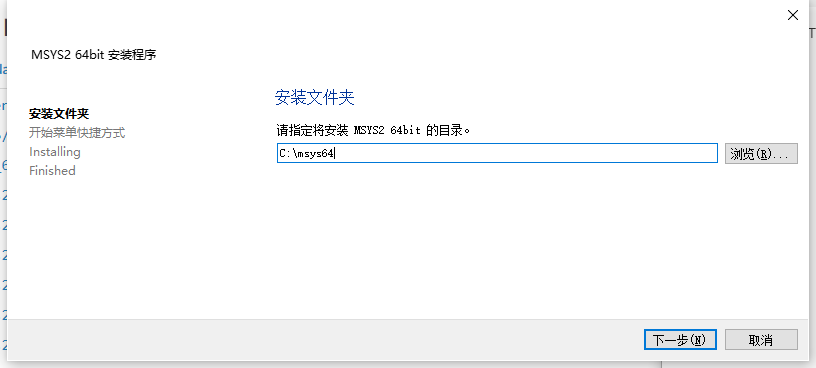 MSYS2 64bit 安装程序
安装文件夹
开始菜单快捷方式
Installing
Finished
安装文件夹
请指定将安装 MSYS2 64bit 的目录。
C:\msys64
浏览(R)...
下一步(N)
取消